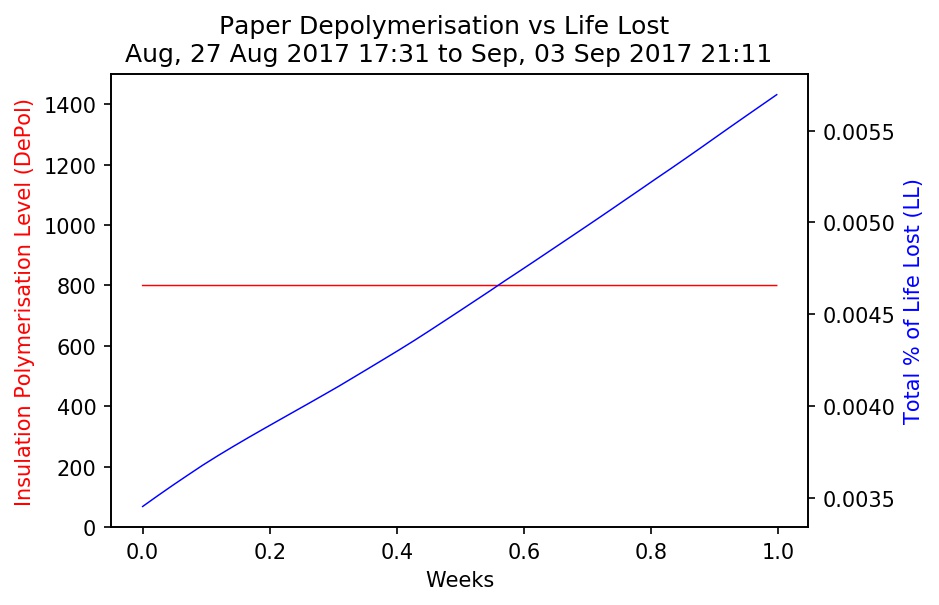 Paper Depolymerisation vs Life Lost
Aug, 27 Aug 2017 17:31 to Sep, 03 Sep 2017 21:11
Insulation Polymerisation Level (DePol)
1400
1200
1000
800
600
400
200
0
0.0055
0.0050
0.0045
0.0040
0.0035
Total % of Life Lost (LL)
0.0 0.2 0.4 0.6 0.8 1.0
Weeks